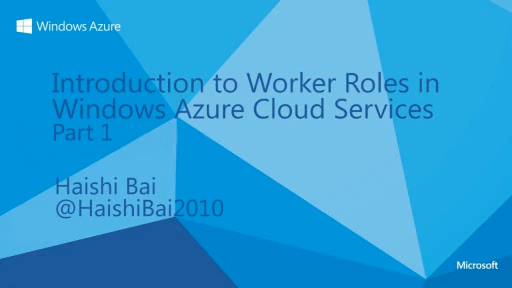 Windows Azure
Introduction to Worker Roles in
Windows Azure Cloud Services
Part 1
Haishi Bai
@HaishiBai2010
Microsoft